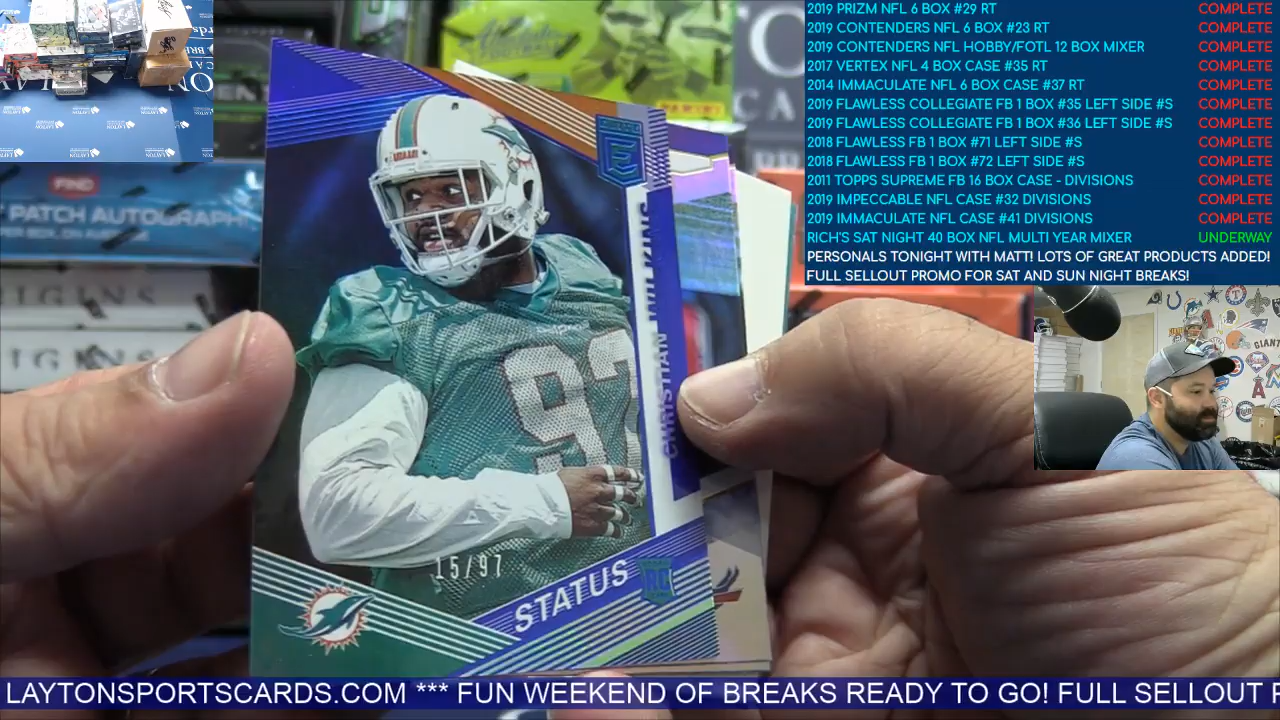 2019 PRIZM NFL 6 BOX #29 RT COMPLETE
2019 CONTENDERS NFL 6 BOX #23 RT COMPLETE
2019 CONTENDERS NFL HOBBY/FOTL 12 BOX MIXER COMPLETE
2017 VERTEX NFL 4 BOX CASE #35 RT COMPLETE
2014 IMMACULATE NFL 6 BOX CASE #37 RT COMPLETE
2019 FLAWLESS COLLEGIATE FB 1 BOX #35 LEFT SIDE #S COMPLETE
2019 FLAWLESS COLLEGIATE FB 1 BOX #36 LEFT SIDE #S COMPLETE
2018 FLAWLESS FB 1 BOX #71 LEFT SIDE #S COMPLETE
2018 FLAWLESS FB 1 BOX #72 LEFT SIDE #S COMPLETE
2011 TOPPS SUPREME FB 16 BOX CASE - DIVISIONS COMPLETE
2019 IMPECCABLE NFL CASE #32 DIVISIONS COMPLETE
2019 IMMACULATE NFL CASE #41 DIVISIONS COMPLETE
RICH'S SAT NIGHT 40 BOX NFL MULTI YEAR MIXER UNDERWAY
PERSONALS TONIGHT WITH MATT! LOTS OF GREAT PRODUCTS ADDED!
FULL SELLOUT PROMO FOR SAT AND SUN NIGHT BREAKS!
FIND
PATCH AUTOGRAPH
PANINI
E
CHRISTIAN WILKINS
97
15/97
STATUS
RC
IGINS
GIANTS
LAYTONSPORTSCARDS.COM *** FUN WEEKEND OF BREAKS READY TO GO! FULL SELLOUT